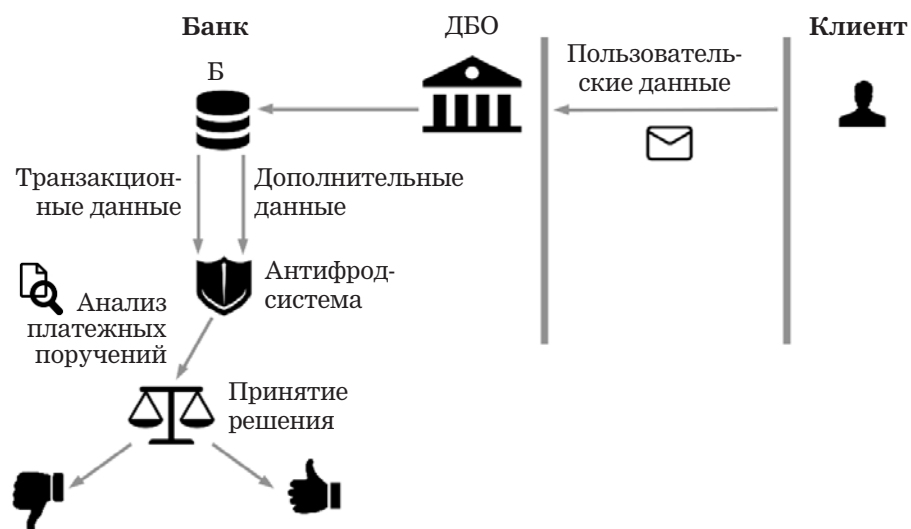 Банк
ДБО
Клиент
Пользователь-
ские данные
Б
Транзакцион-
ные данные
Дополнительные
данные
Антифрод-
система
Анализ
платежных
поручений
Принятие
решения